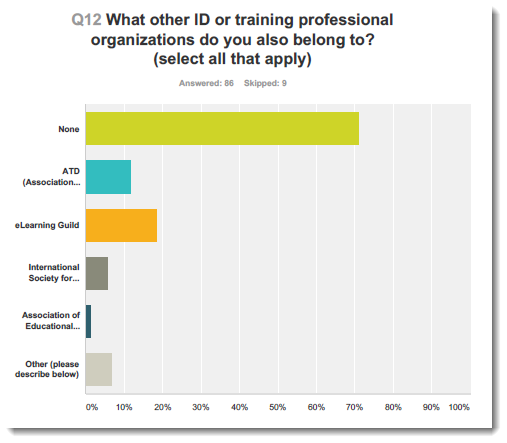 Q12 What other ID or training professional
organizations do you also belong to?
(select all that apply)
Answered: 86 Skipped: 9
None
ATD
(Association...
eLearning Guild
International
Society for...
Association of
Educational...
Other (please
describe below)
0% 10% 20% 30% 40% 50% 60% 70% 80% 90% 100%